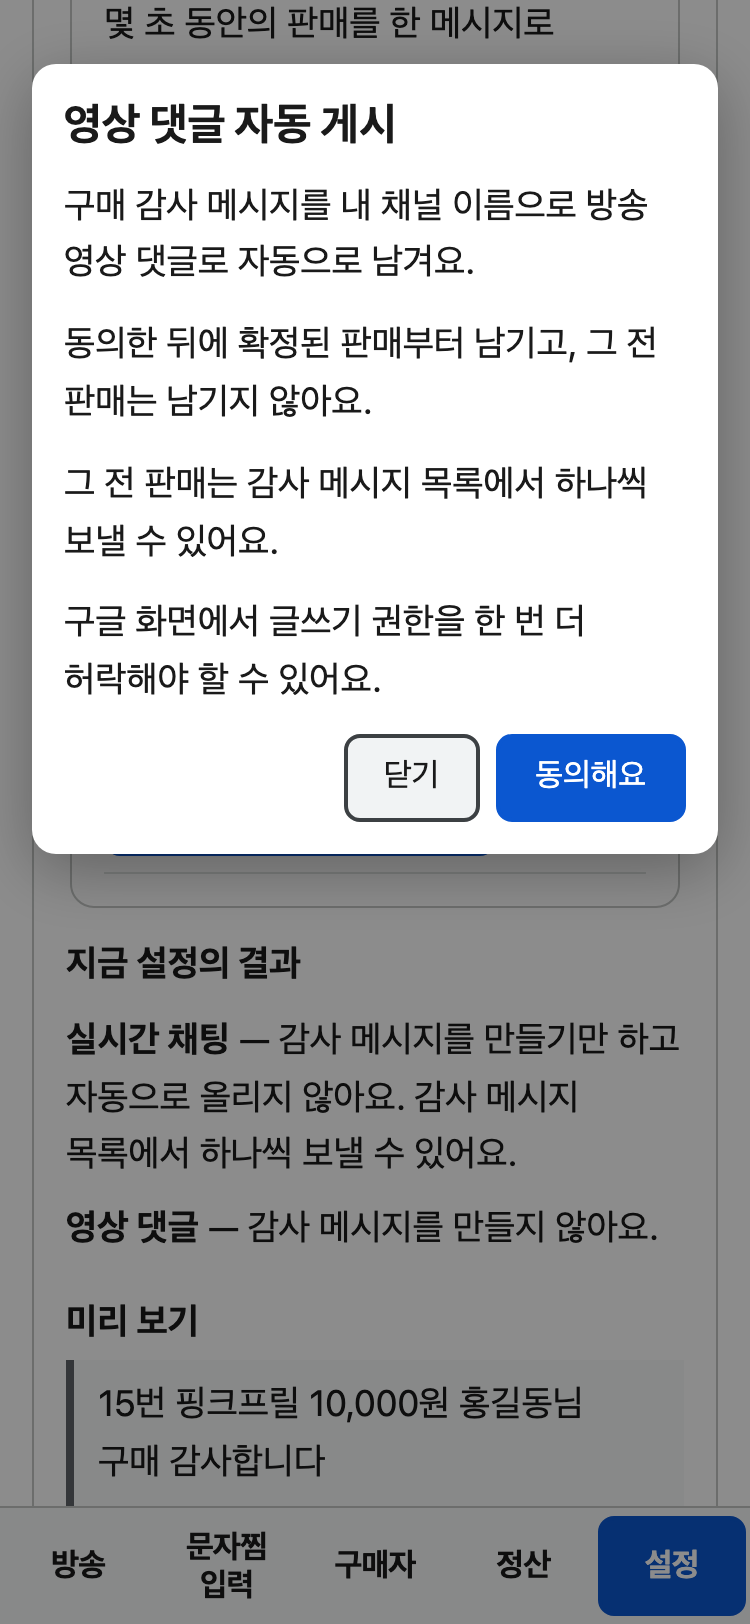 몇 초 동안의 판매를 한 메시지로
영상 댓글 자동 게시
구매 감사 메시지를 내 채널 이름으로 방송
영상 댓글로 자동으로 남겨요.
동의한 뒤에 확정된 판매부터 남기고, 그 전
판매는 남기지 않아요.
그 전 판매는 감사 메시지 목록에서 하나씩
보낼 수 있어요.
구글 화면에서 글쓰기 권한을 한 번 더
허락해야 할 수 있어요.
닫기
동의해요
지금 설정의 결과
실시간 채팅 — 감사 메시지를 만들기만 하고
자동으로 올리지 않아요. 감사 메시지
목록에서 하나씩 보낼 수 있어요.
영상 댓글 — 감사 메시지를 만들지 않아요.
미리 보기
15번 핑크프릴 10,000원 홍길동님
구매 감사합니다
방송
문자찜
입력
구매자
정산
설정